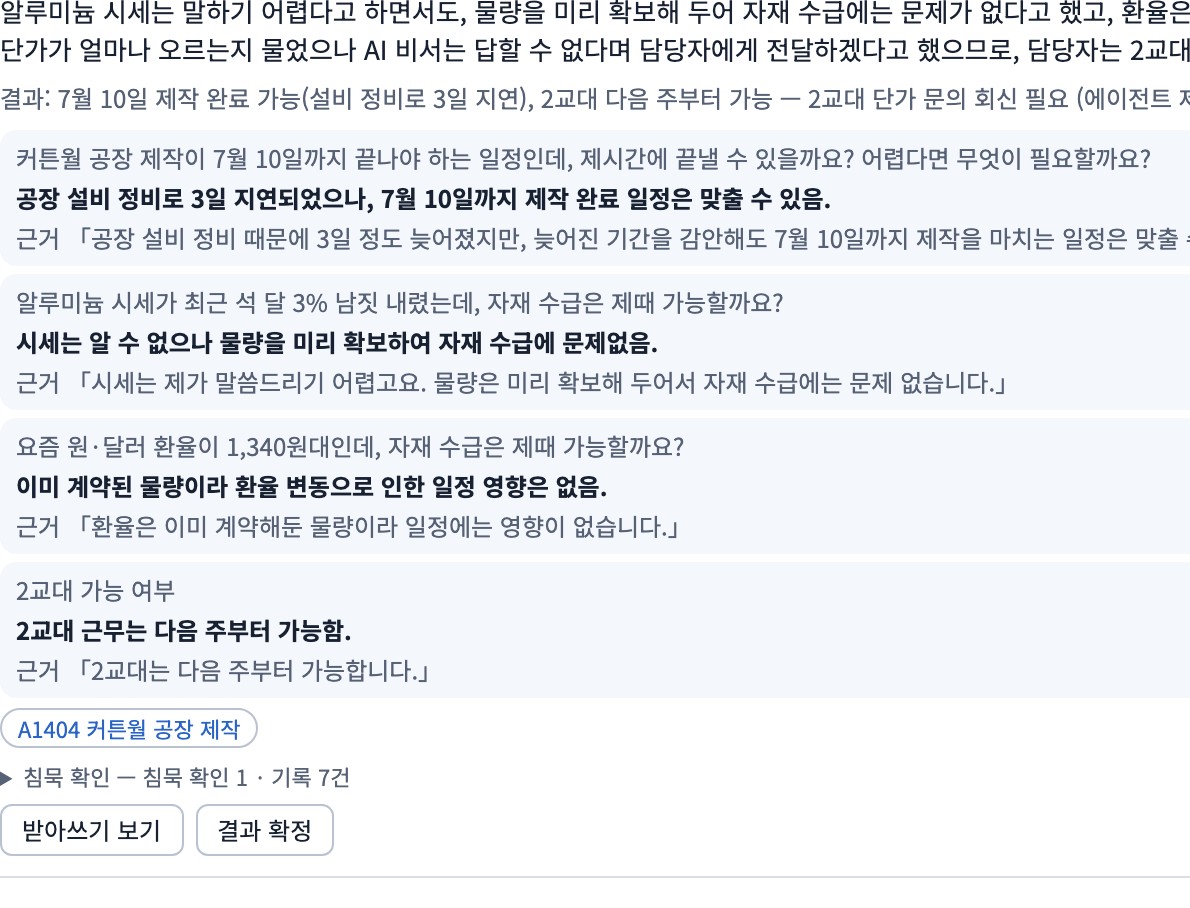 알루미늄 시세는 말하기 어렵다고 하면서도, 물량을 미리 확보해 두어 자재 수급에는 문제가 없다고 했고, 환율은
단가가 얼마나 오르는지 물었으나 AI 비서는 답할 수 없다며 담당자에게 전달하겠다고 했으므로, 담당자는 2교대
결과: 7월 10일 제작 완료 가능(설비 정비로 3일 지연), 2교대 다음 주부터 가능 — 2교대 단가 문의 회신 필요 (에이전트
커튼월 공장 제작이 7월 10일까지 끝나야 하는 일정인데, 제시간에 끝낼 수 있을까요? 어렵다면 무엇이 필요할까요?
공장 설비 정비로 3일 지연되었으나, 7월 10일까지 제작 완료 일정은 맞출 수 있음.
근거 「공장 설비 정비 때문에 3일 정도 늦어졌지만, 늦어진 기간을 감안해도 7월 10일까지 제작을 마치는 일정은 맞출
알루미늄 시세가 최근 석 달 3% 남짓 내렸는데, 자재 수급은 제때 가능할까요?
시세는 알 수 없으나 물량을 미리 확보하여 자재 수급에 문제없음.
근거 「시세는 제가 말씀드리기 어렵고요. 물량은 미리 확보해 두어서 자재 수급에는 문제 없습니다.」
요즘 원·달러 환율이 1,340원대인데, 자재 수급은 제때 가능할까요?
이미 계약된 물량이라 환율 변동으로 인한 일정 영향은 없음.
근거 「환율은 이미 계약해둔 물량이라 일정에는 영향이 없습니다.」
2교대 가능 여부
2교대 근무는 다음 주부터 가능함.
근거 「2교대는 다음 주부터 가능합니다.」
A1404 커튼월 공장 제작
▶ 침묵 확인 — 침묵 확인 1 · 기록 7건
받아쓰기 보기
결과 확정